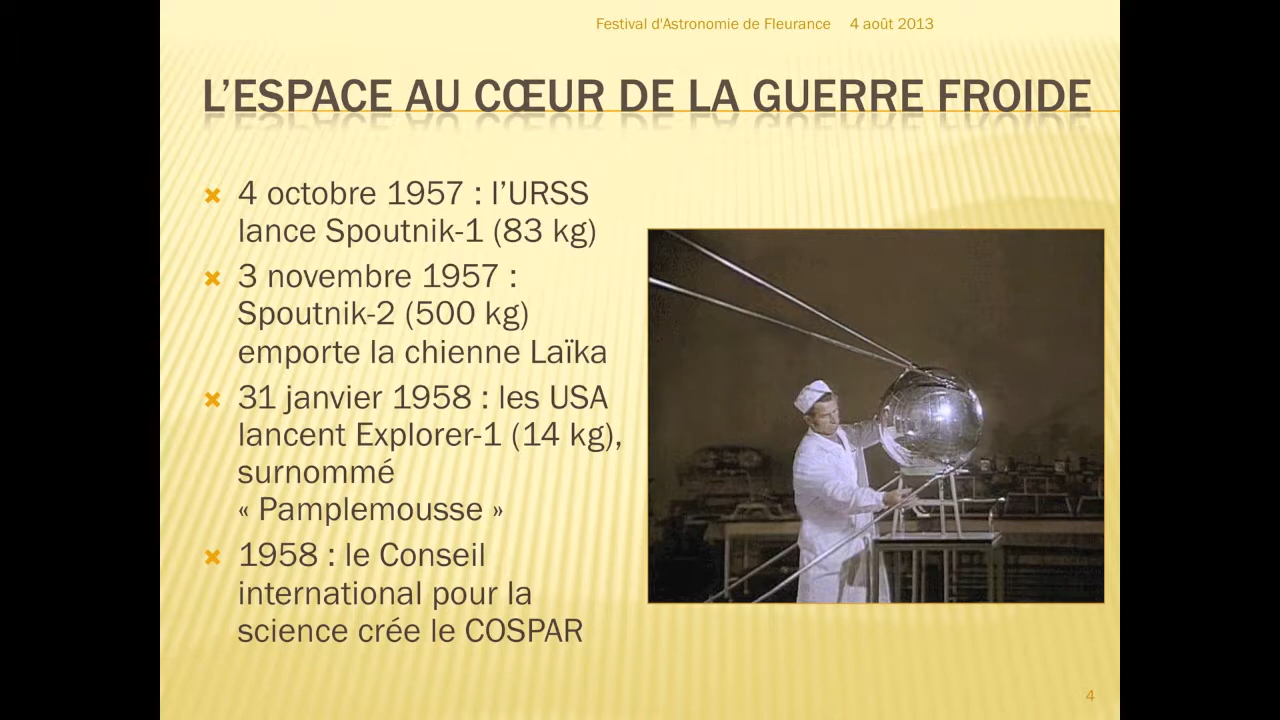 Festival d'Astronomie de Fleurance 4 août 2013
L’ESPACE AU CŒUR DE LA GUERRE FROIDE
4 octobre 1957 : l’URSS
lance Spoutnik-1 (83 kg)
3 novembre 1957 :
Spoutnik-2 (500 kg)
emporte la chienne Laïka
31 janvier 1958 : les USA
lancent Explorer-1 (14 kg),
surnommé
« Pamplemousse »
1958 : le Conseil
international pour la
science crée le COSPAR
4